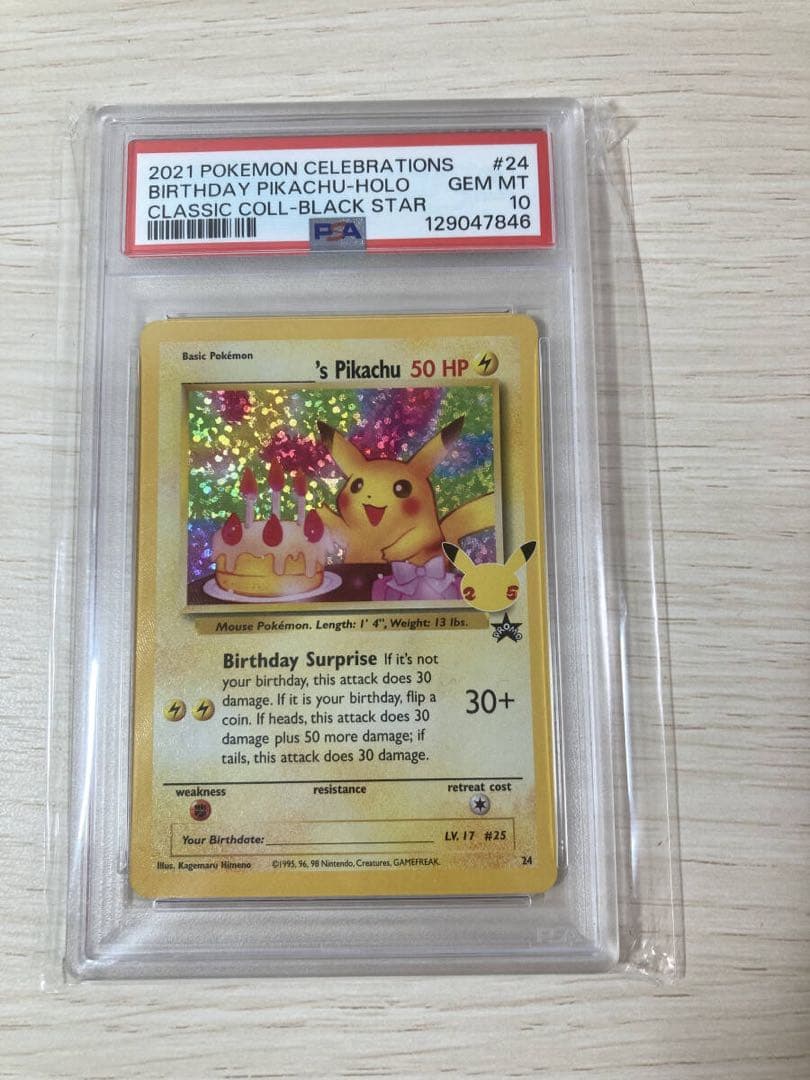 2021 POKEMON CELEBRATIONS #24
BIRTHDAY PIKACHU-HOLO GEM MT
CLASSIC COLL-BLACK STAR 10
PSA 129047846
Basic Pokémon
's Pikachu 50 HP
25
Mouse Pokémon. Length: 1' 4", Weight: 13 lbs.
PROMO
Birthday Surprise If it's not
your birthday, this attack does 30
damage. If it is your birthday, flip a
coin. If heads, this attack does 30
damage plus 50 more damage; if
tails, this attack does 30 damage.
30+
weakness resistance retreat cost
Your Birthdate: LV. 17 #25
Illus. Kagemaru Himeno ©1995, 96, 98 Nintendo, Creatures, GAMEFREAK. 24
PSA